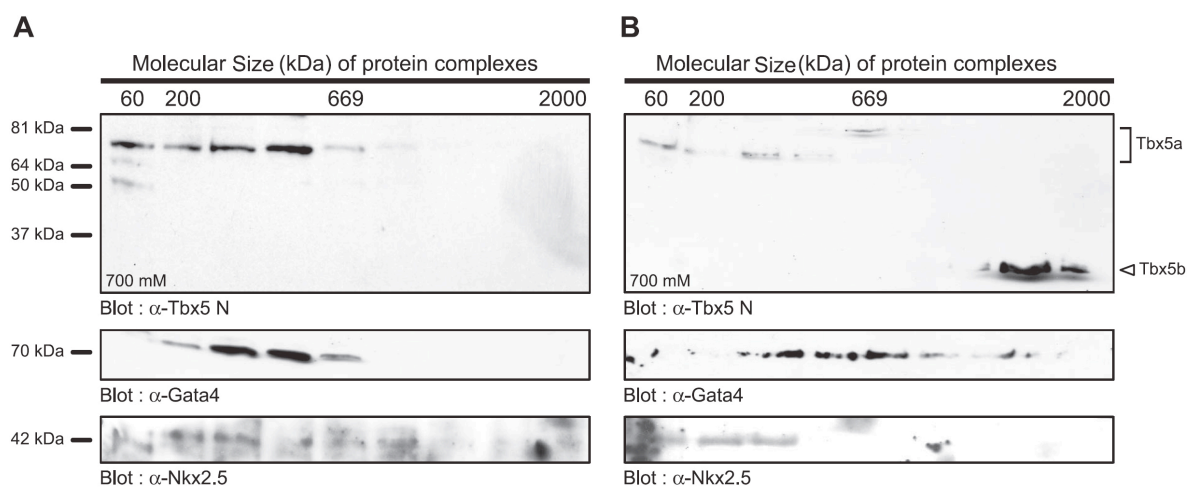 A
Molecular Size (kDa) of protein complexes
60 200 669 2000
81 kDa
64 kDa
50 kDa
37 kDa
700 mM
Blot : α-Tbx5 N
70 kDa
Blot : α-Gata4
42 kDa
Blot : α-Nkx2.5
B
Molecular Size (kDa) of protein complexes
60 200 669 2000
Tbx5a
Tbx5b
700 mM
Blot : α-Tbx5 N
Blot : α-Gata4
Blot : α-Nkx2.5